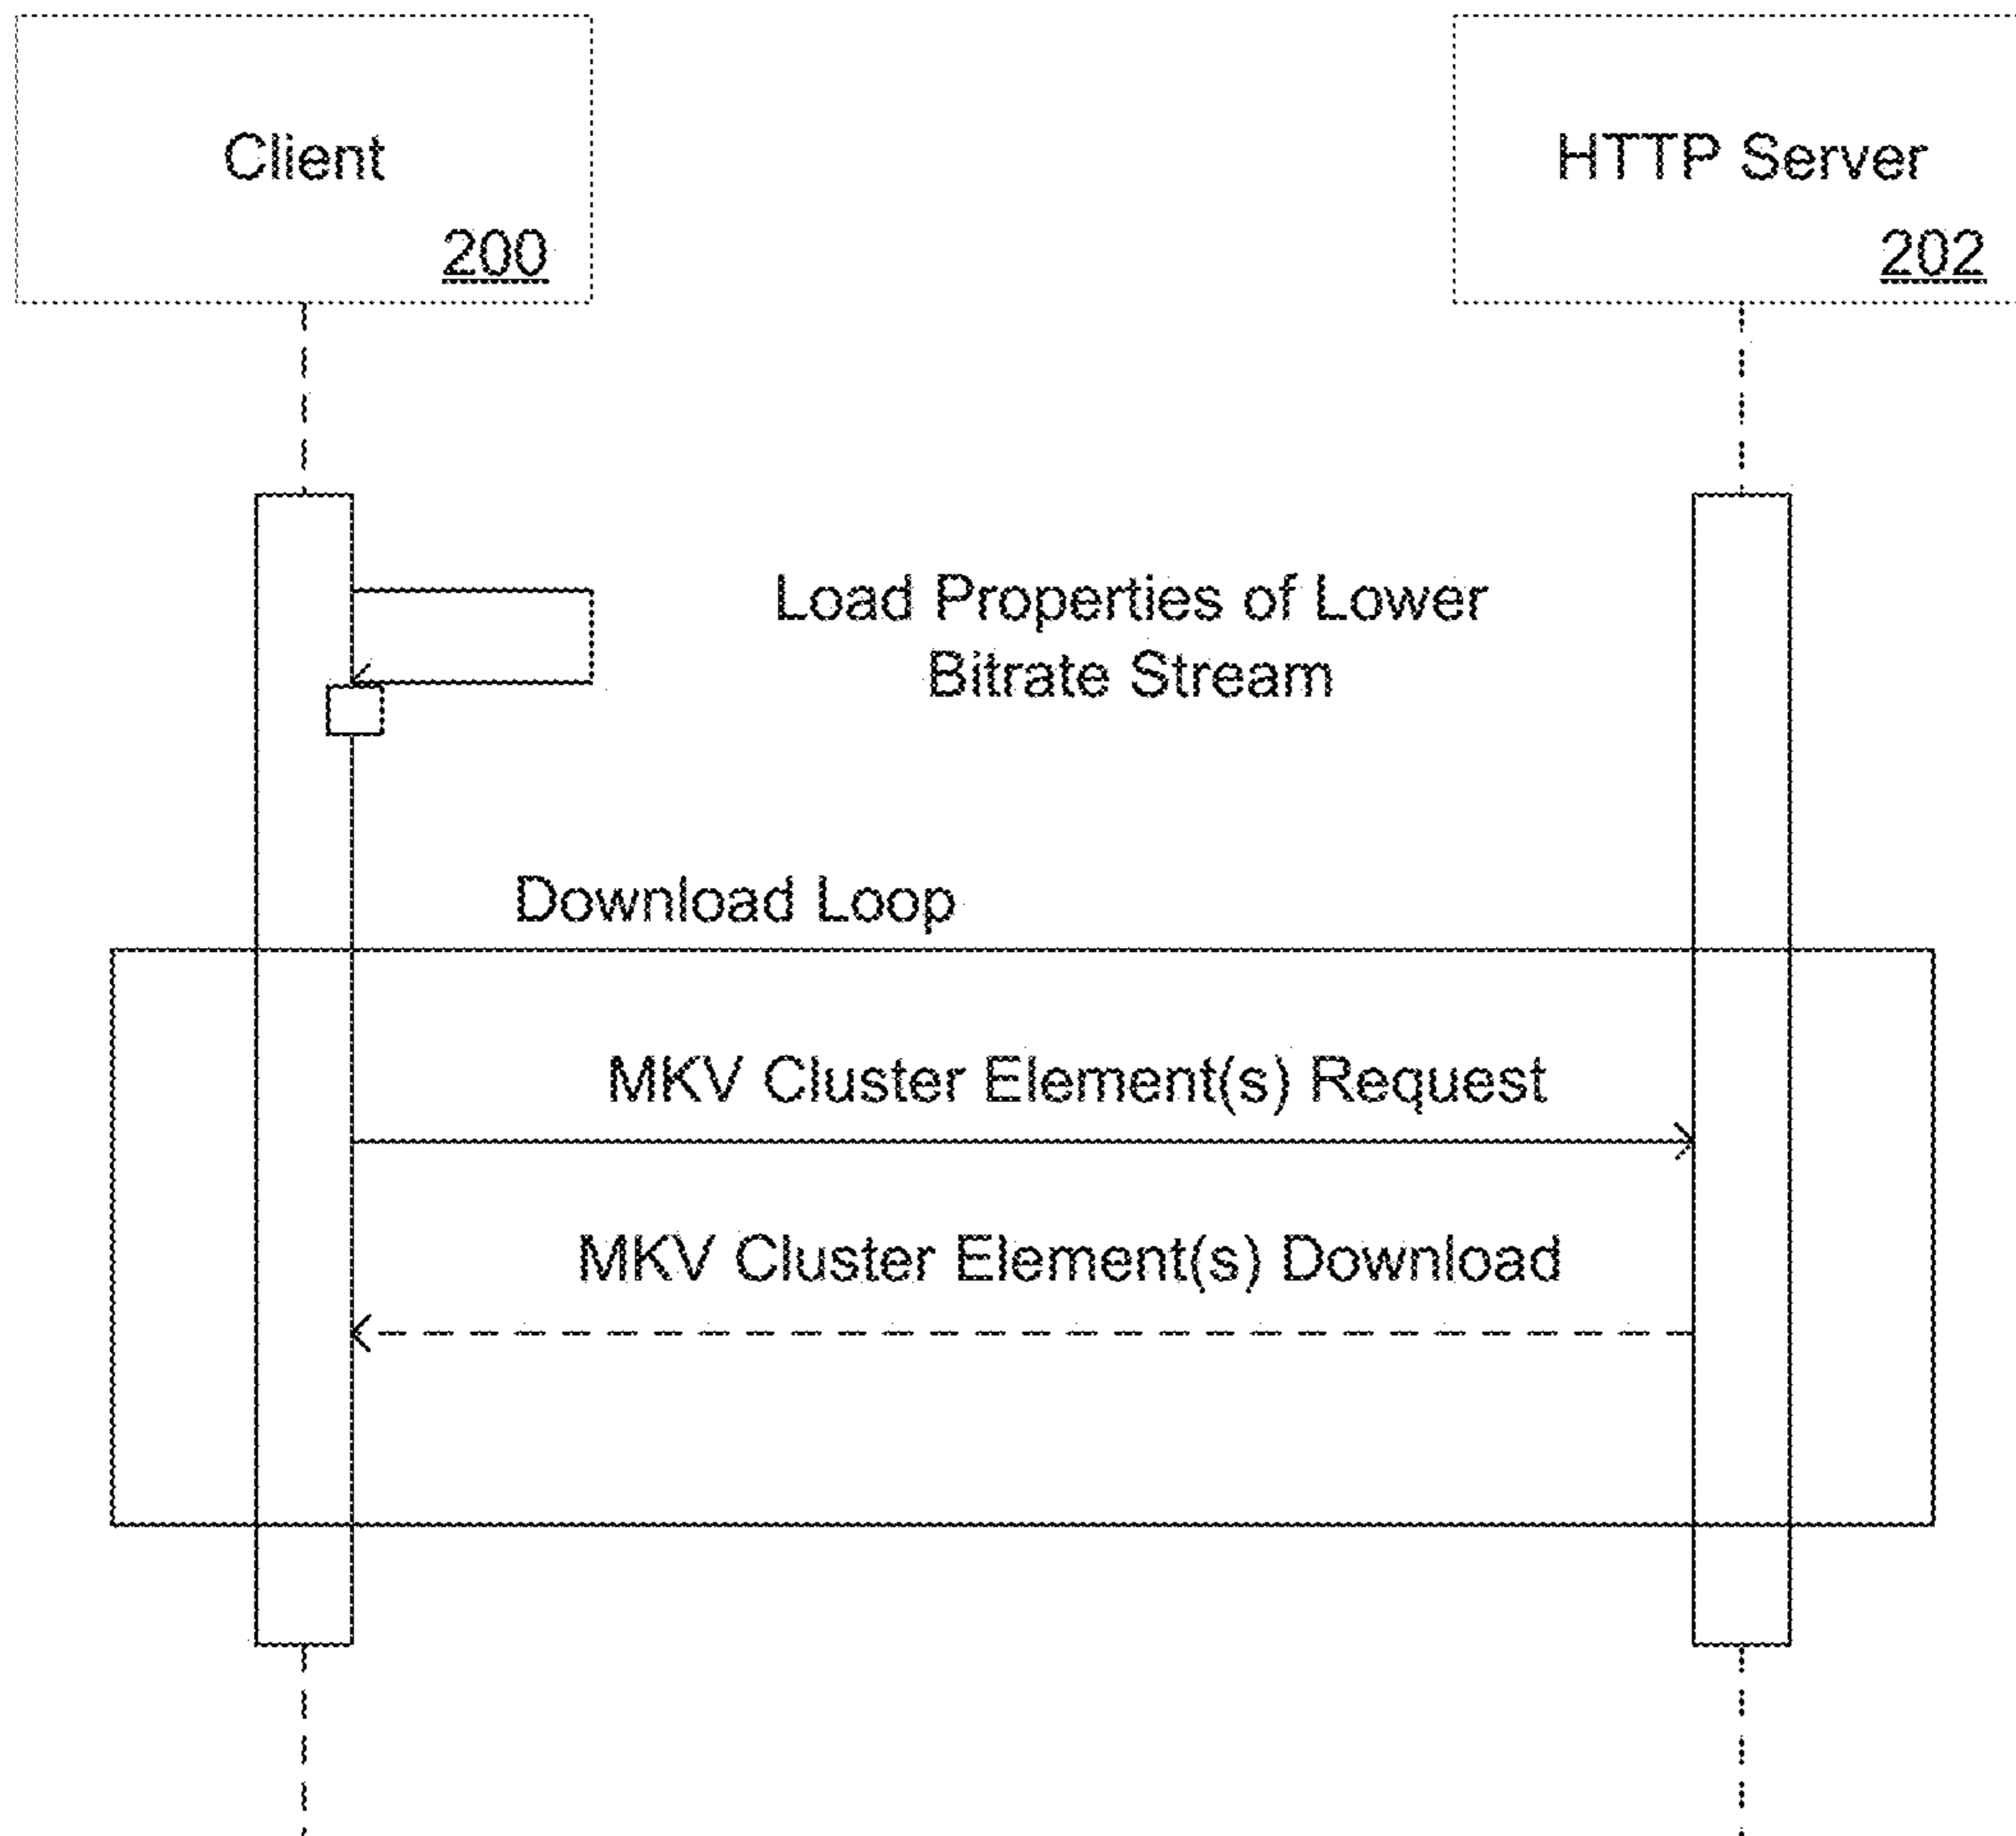 Client
200
HTTP Server
202
Load Properties of Lower
Bitrate Stream
Download Loop
MKV Cluster Element(s) Request
MKV Cluster Element(s) Download